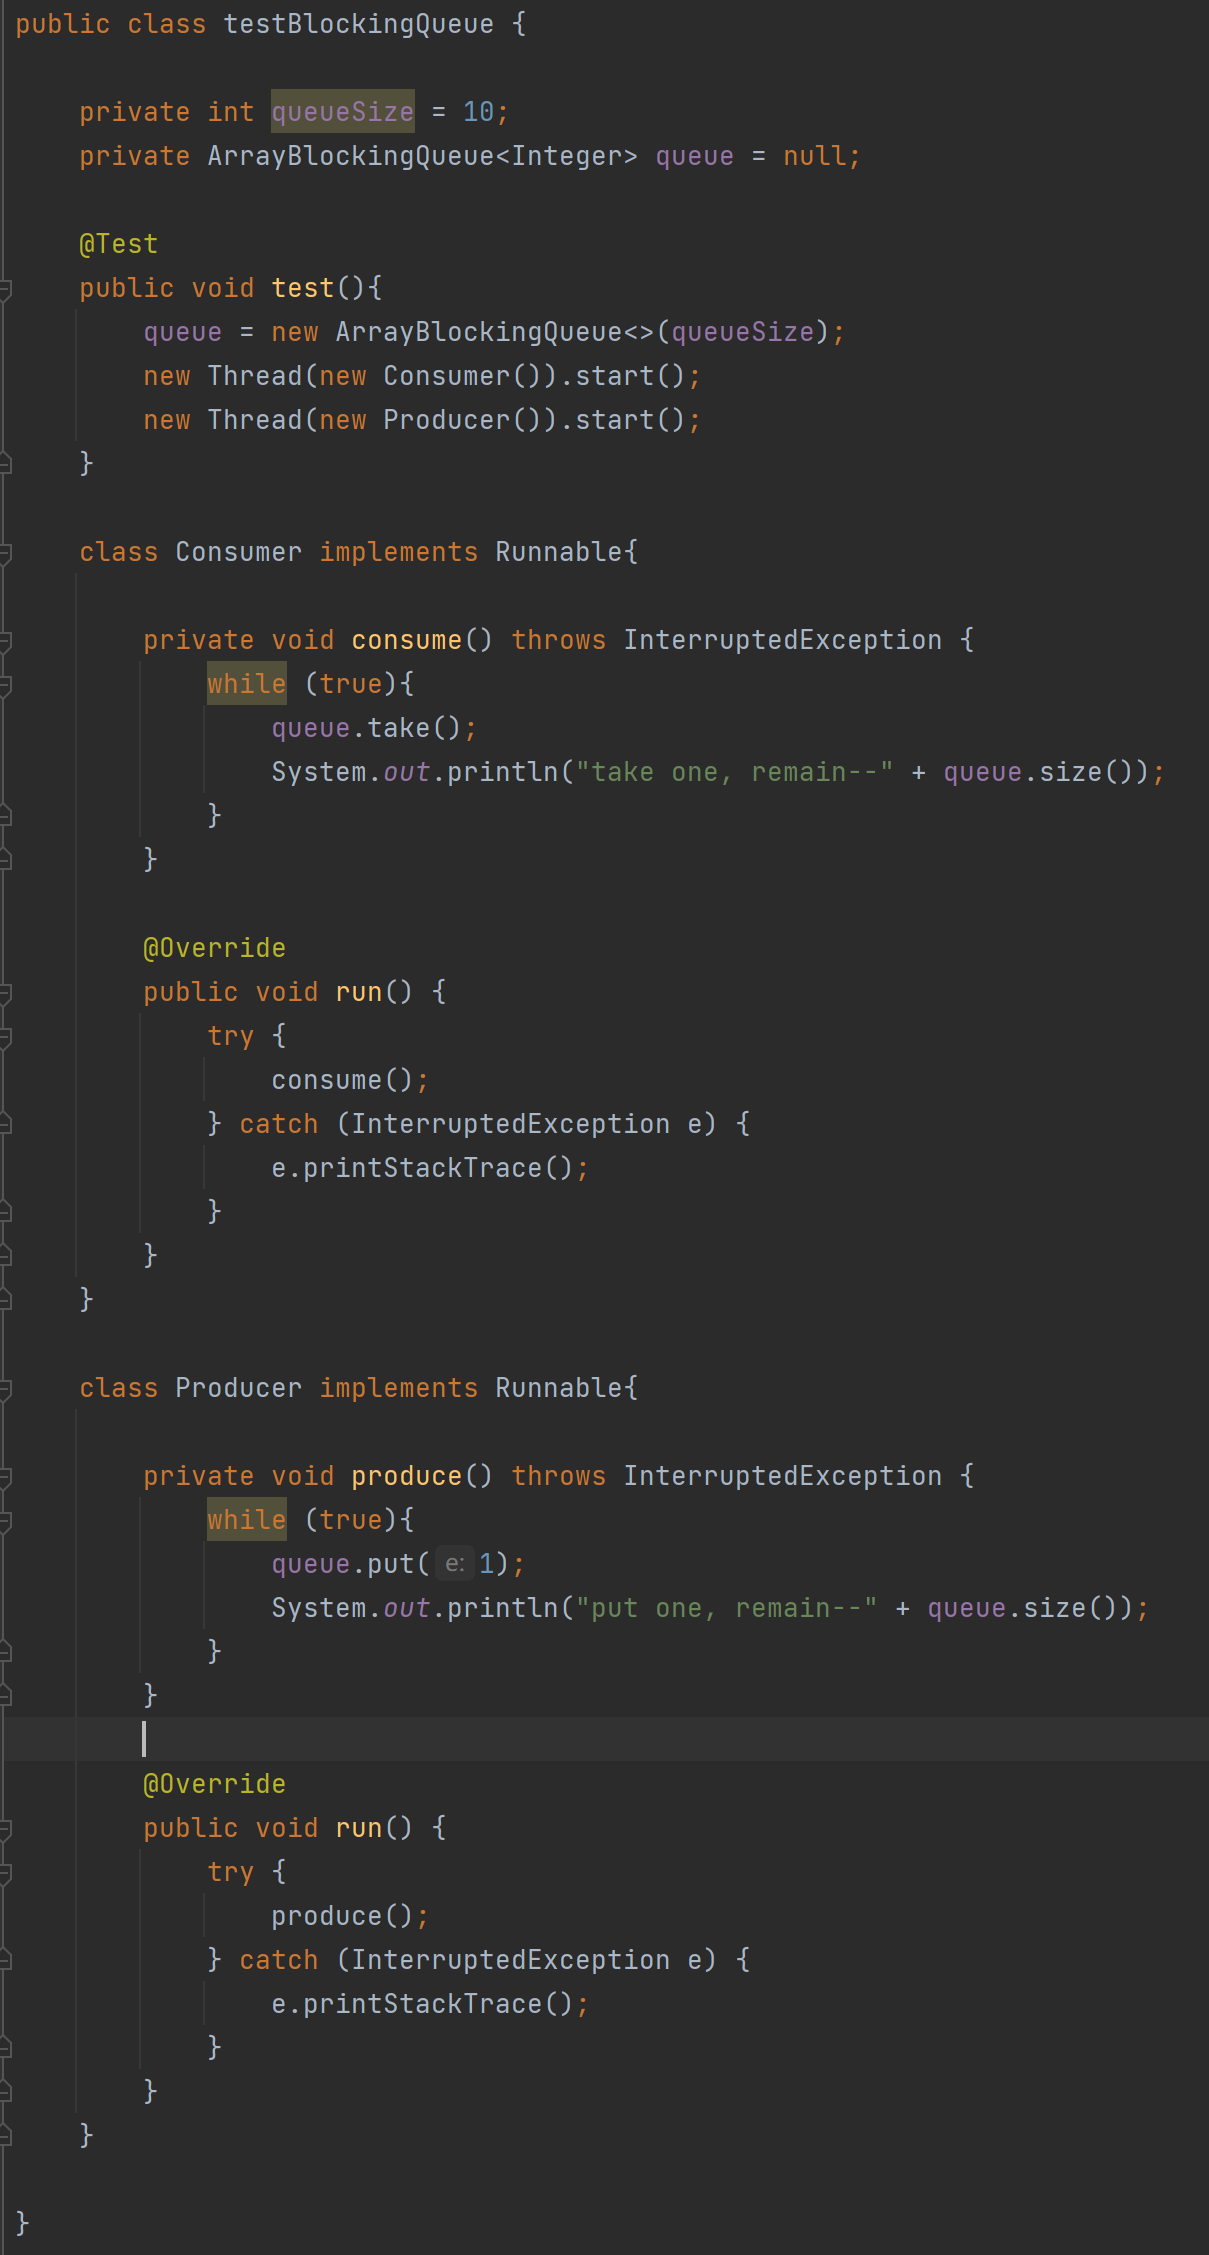 public class testBlockingQueue {
private int queueSize = 10;
private ArrayBlockingQueue<Integer> queue = null;
@Test
public void test(){
queue = new ArrayBlockingQueue<>(queueSize);
new Thread(new Consumer()).start();
new Thread(new Producer()).start();
}
class Consumer implements Runnable{
private void consume() throws InterruptedException {
while (true){
queue.take();
System.out.println("take one, remain--" + queue.size());
}
}
@Override
public void run() {
try {
consume();
} catch (InterruptedException e) {
e.printStackTrace();
}
}
}
class Producer implements Runnable{
private void produce() throws InterruptedException {
while (true){
queue.put( e: 1);
System.out.println("put one, remain--" + queue.size());
}
}
@Override
public void run() {
try {
produce();
} catch (InterruptedException e) {
e.printStackTrace();
}
}
}
}